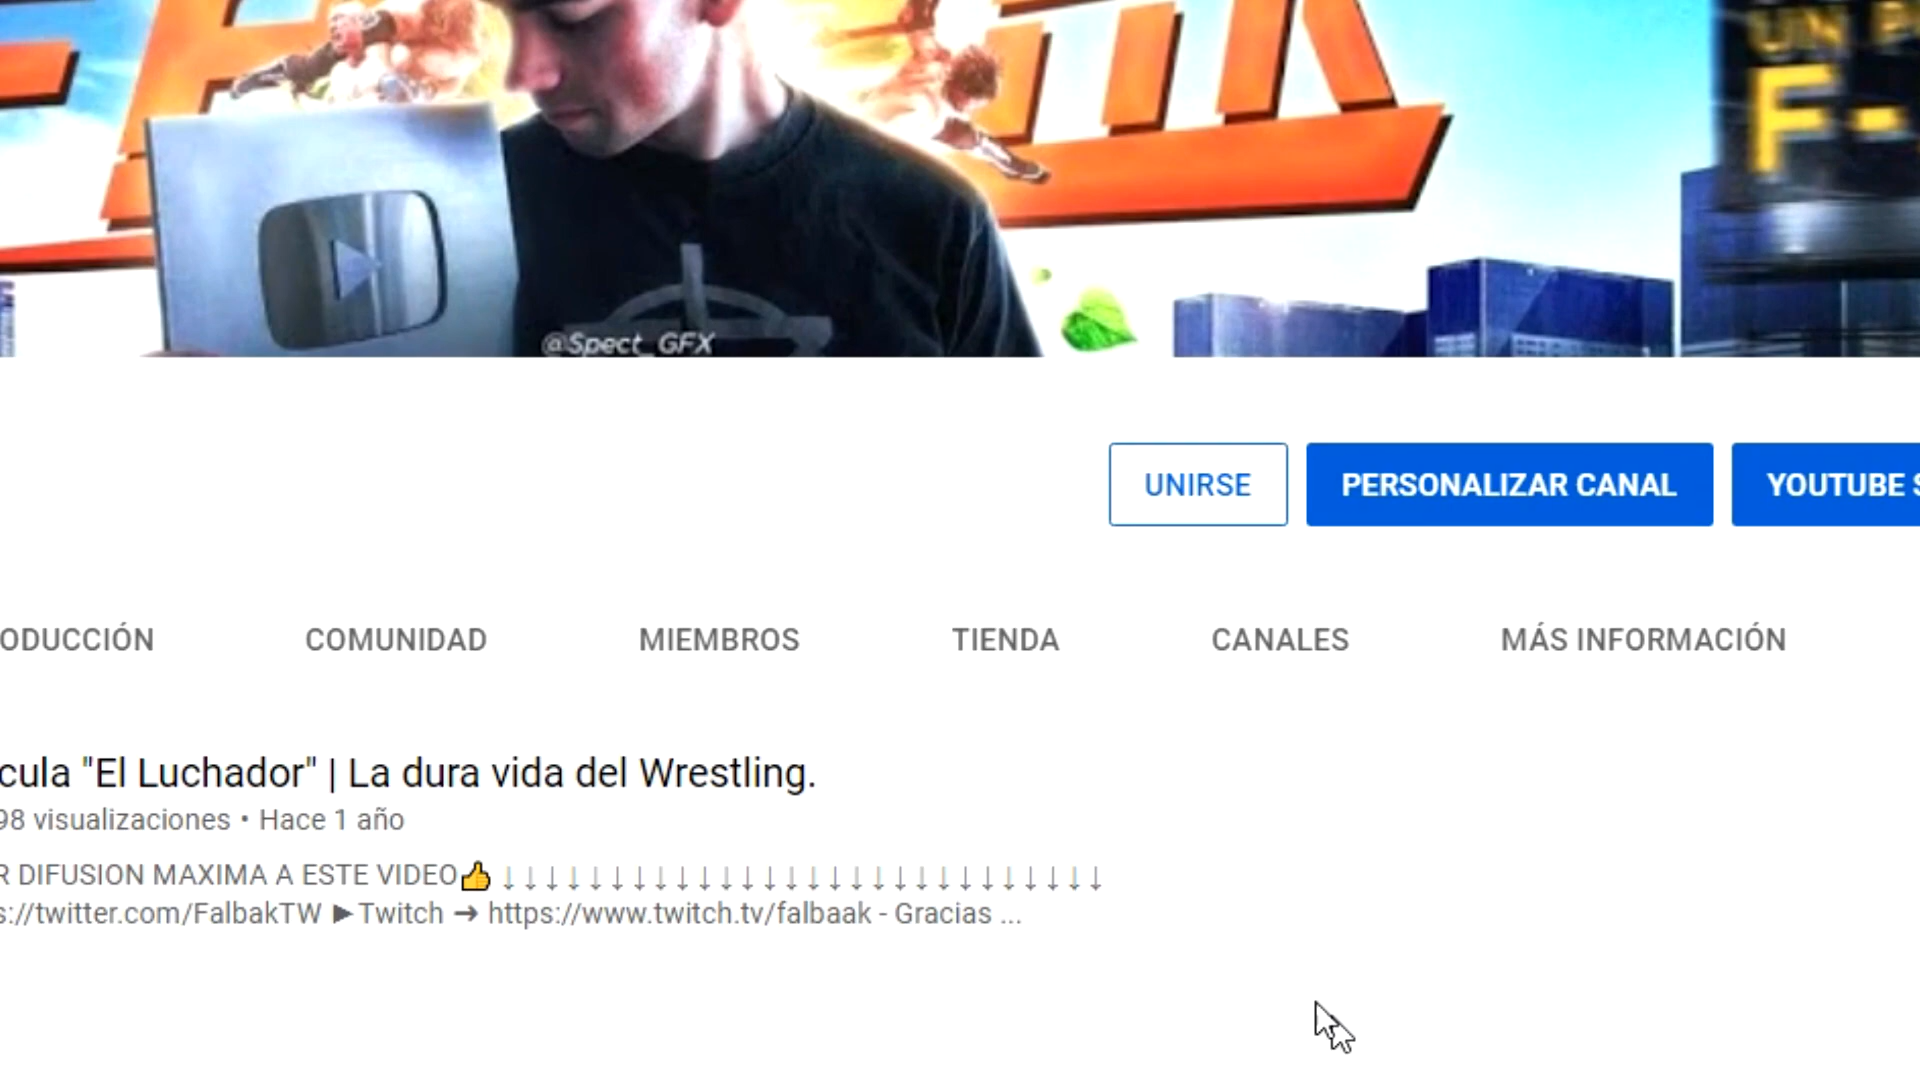 UN
F-
@Spect_GFX
UNIRSE
PERSONALIZAR CANAL
YOUTUBE
ODUCCIÓN
COMUNIDAD
MIEMBROS
TIENDA
CANALES
MÁS INFORMACIÓN
cula "El Luchador" | La dura vida del Wrestling.
98 visualizaciones • Hace 1 año
R DIFUSION MAXIMA A ESTE VIDEO👍 ↓↓↓↓↓↓↓↓↓↓↓↓↓↓↓↓↓↓↓↓↓↓↓↓↓↓↓↓
s://twitter.com/FalbakTW ►Twitch ➜ https://www.twitch.tv/falbaak - Gracias ...